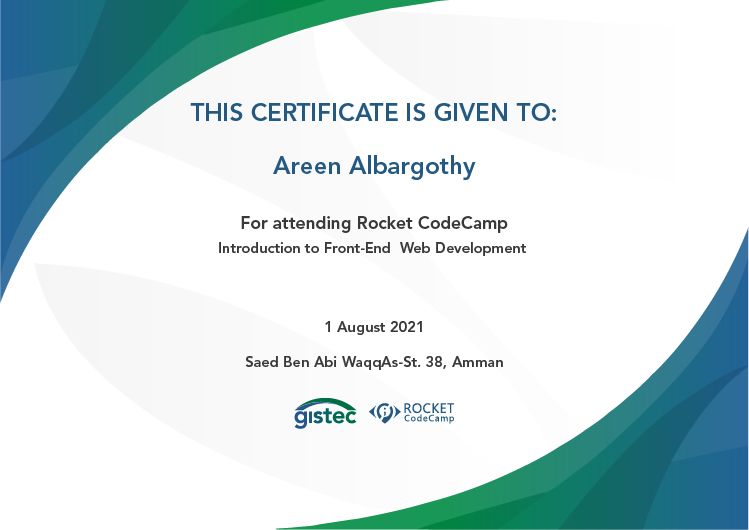 THIS CERTIFICATE IS GIVEN TO:
Areen Albargothy
For attending Rocket CodeCamp
Introduction to Front-End  Web Development
1 August 2021
Saed Ben Abi WaqqAs-St. 38, Amman
gistec
ROCKET
CodeCamp